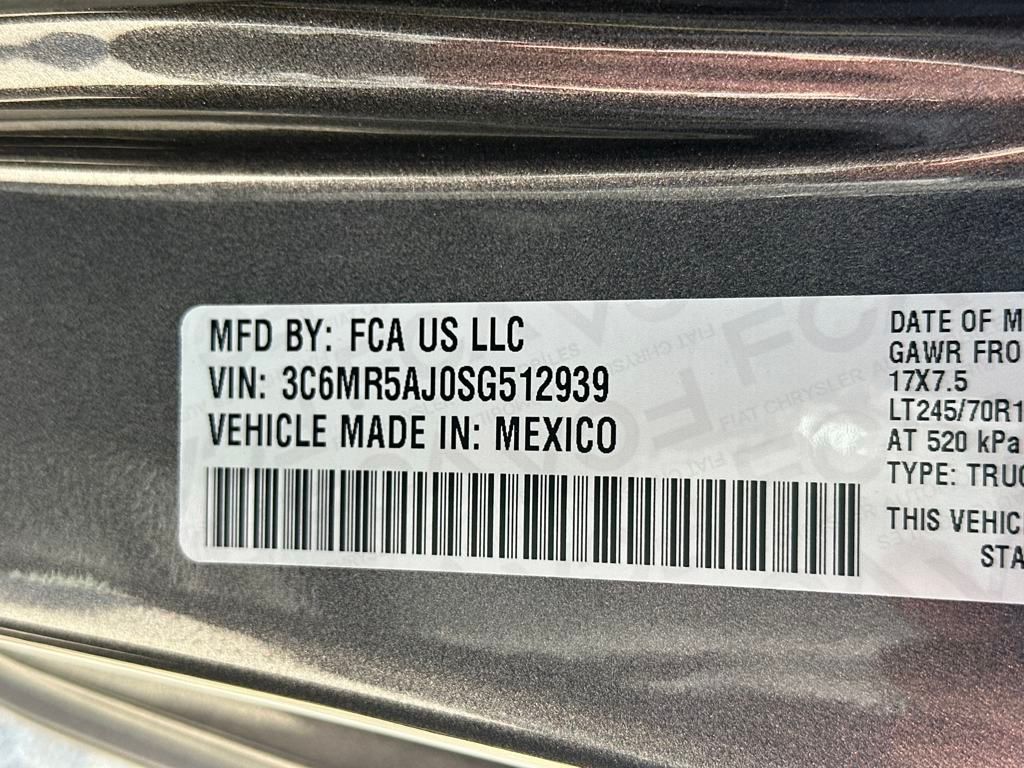 MFD BY: FCA US LLC
VIN: 3C6MR5AJ0SG512939
VEHICLE MADE IN: MEXICO
DATE OF M
GAWR FRO
17X7.5
LT245/70R1
AT 520 kPa
TYPE: TRUC
THIS VEHIC
STA